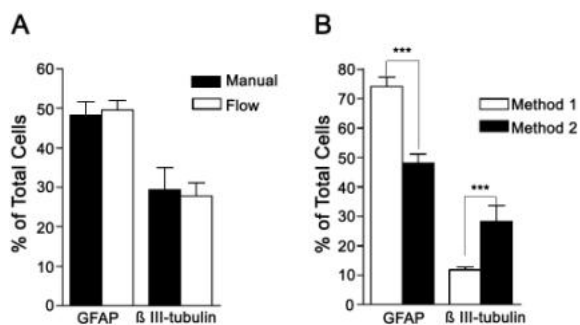 A
% of Total Cells
60
50
40
30
20
10
0
Manual
Flow
GFAP
ß III-tubulin
B
% of Total Cells
80
70
60
50
40
30
20
10
0
***
***
Method 1
Method 2
GFAP
ß III-tubulin